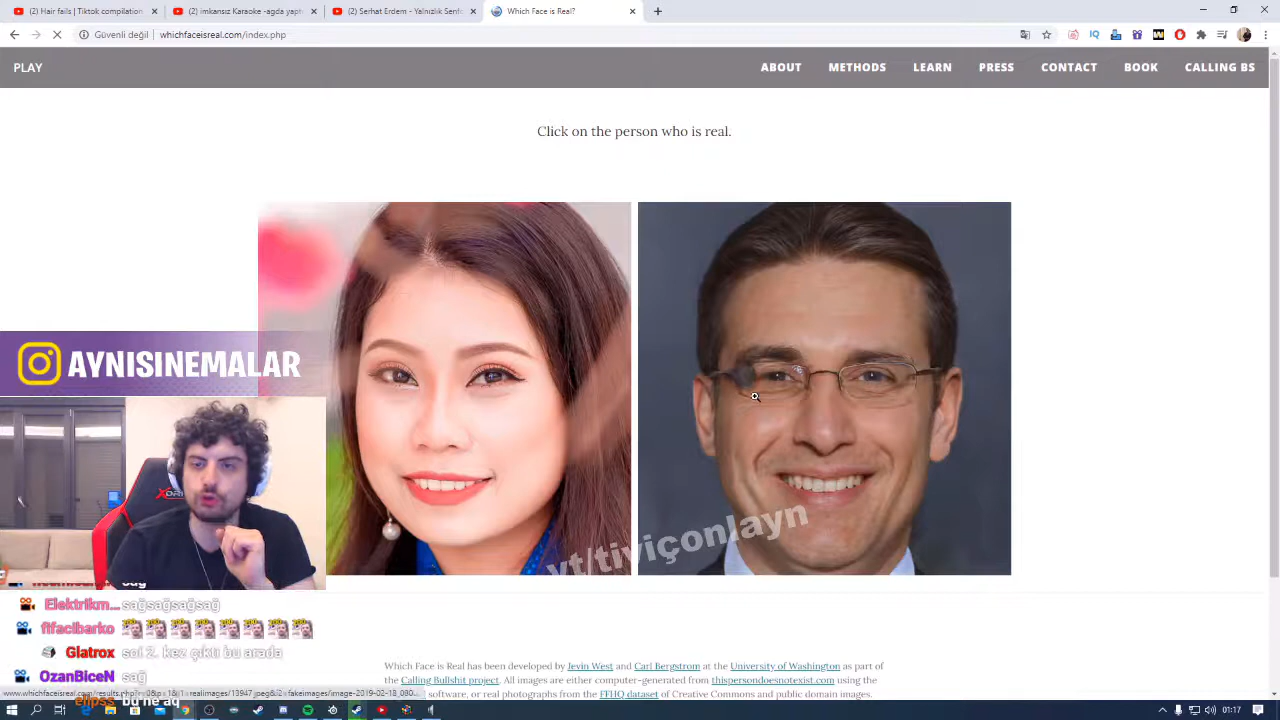 (2) Hair fails | Tiktok compilation
(2) imkansız Karaoke -agda yaptı
(2) Serhat Erdem - Yalnızlık Senfo
Which Face is Real?
Güvenli değil
whichfaceisreal.com/index.php
PLAY
ABOUT
METHODS
LEARN
PRESS
CONTACT
BOOK
CALLING BS
Click on the person who is real.
AYNISINEMALAR
yt/tiviçonlayn
Elektrikm... sağsağsağsağ
fifacibarko
Glatrox sol 2. kez çıktı bu arada
OzanBiceN sağ
elipss bu ne aq
Which Face is Real has been developed by Jevin West and Carl Bergstrom at the University of Washington as part of
the Calling Bullshit project. All images are either computer-generated from thispersondoesnotexist.com using the
software, or real photographs from the FFHQ dataset of Creative Commons and public domain images.
01:17